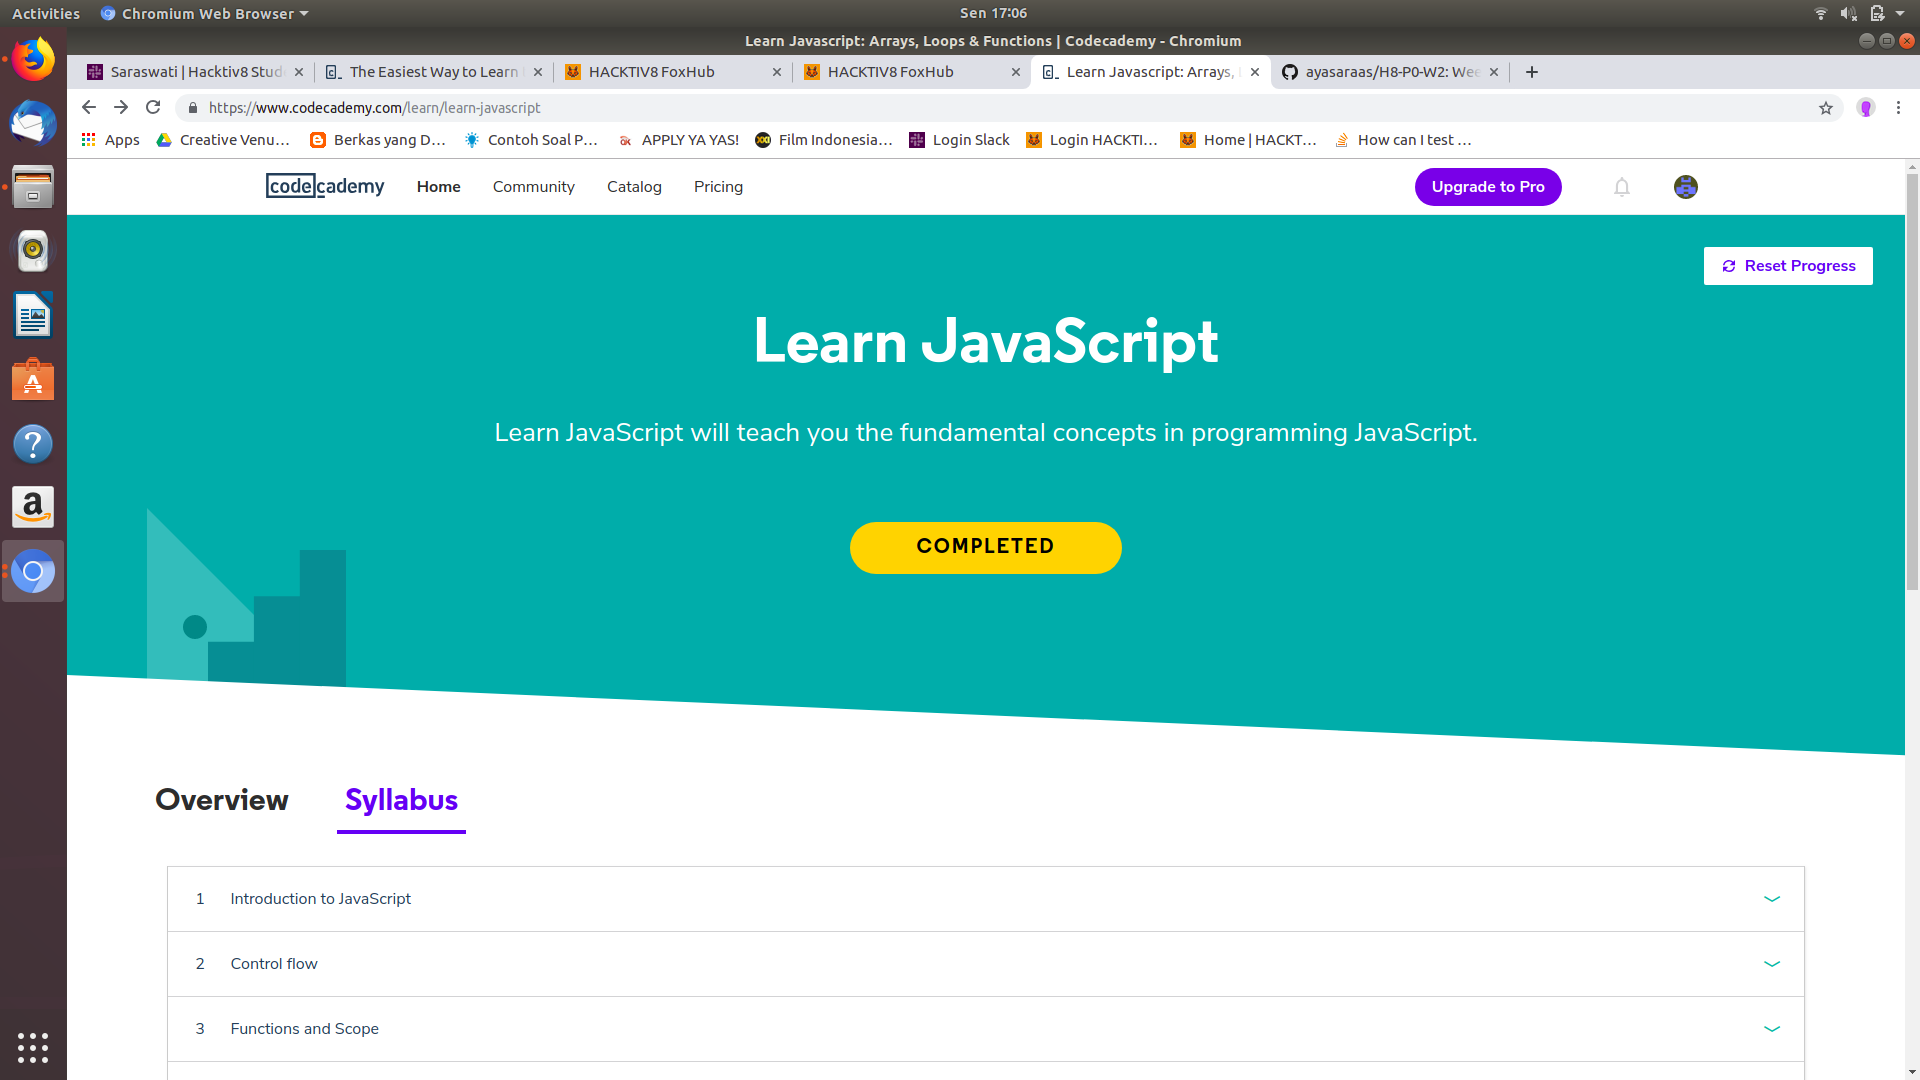 Activities Chromium Web Browser Sen 17:06
Learn Javascript: Arrays, Loops & Functions | Codecademy - Chromium
Saraswati | Hacktiv8 Stud The Easiest Way to Learn HACKTIV8 FoxHub HACKTIV8 FoxHub Learn Javascript: Arrays, ayasaraas/H8-P0-W2: Wee
https://www.codecademy.com/learn/learn-javascript
Apps Creative Venu... Berkas yang D... Contoh Soal P... APPLY YA YAS! Film Indonesia... Login Slack Login HACKTI... Home | HACKT... How can I test ...
codecademy Home Community Catalog Pricing Upgrade to Pro
Reset Progress
Learn JavaScript
Learn JavaScript will teach you the fundamental concepts in programming JavaScript.
COMPLETED
Overview Syllabus
1 Introduction to JavaScript
2 Control flow
3 Functions and Scope